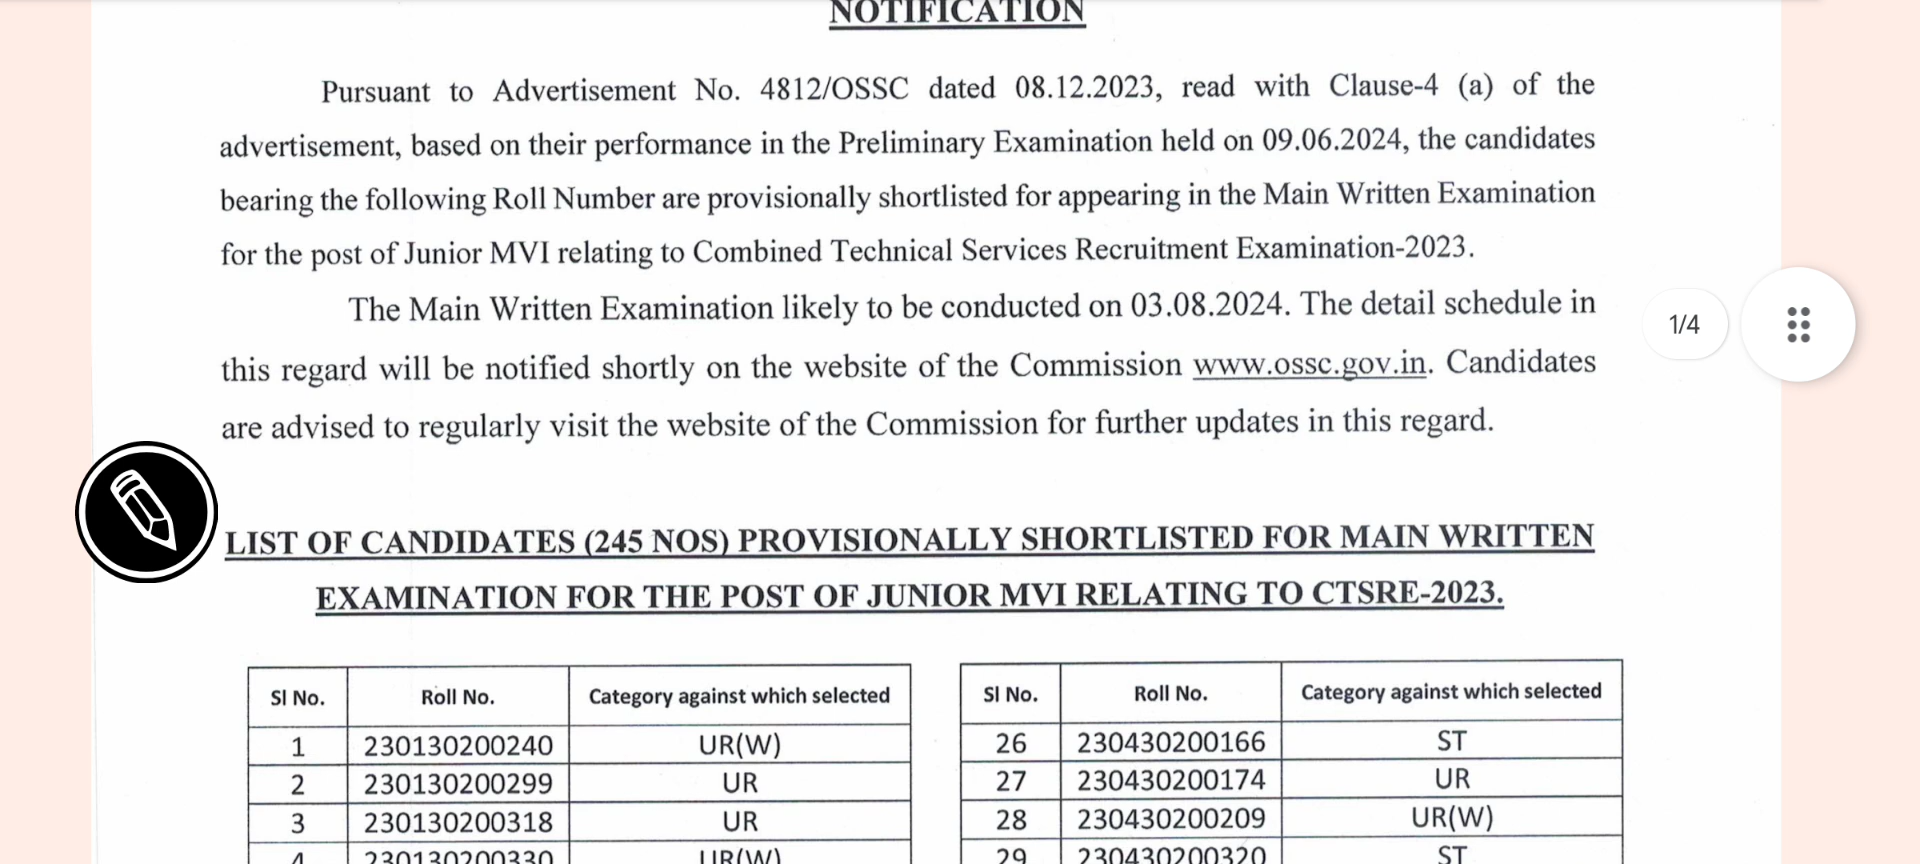 NOTIFICATION
Pursuant to Advertisement No. 4812/OSSC dated 08.12.2023, read with Clause-4 (a) of the
advertisement, based on their performance in the Preliminary Examination held on 09.06.2024, the candidates
bearing the following Roll Number are provisionally shortlisted for appearing in the Main Written Examination
for the post of Junior MVI relating to Combined Technical Services Recruitment Examination-2023.
The Main Written Examination likely to be conducted on 03.08.2024. The detail schedule in
this regard will be notified shortly on the website of the Commission www.ossc.gov.in. Candidates
are advised to regularly visit the website of the Commission for further updates in this regard.
1/4
LIST OF CANDIDATES (245 NOS) PROVISIONALLY SHORTLISTED FOR MAIN WRITTEN
EXAMINATION FOR THE POST OF JUNIOR MVI RELATING TO CTSRE-2023.
Sl No. Roll No. Category against which selected
1 230130200240 UR(W)
2 230130200299 UR
3 230130200318 UR
4 230130200330 UR(W)
Sl No. Roll No. Category against which selected
26 230430200166 ST
27 230430200174 UR
28 230430200209 UR(W)
29 230430200320 ST